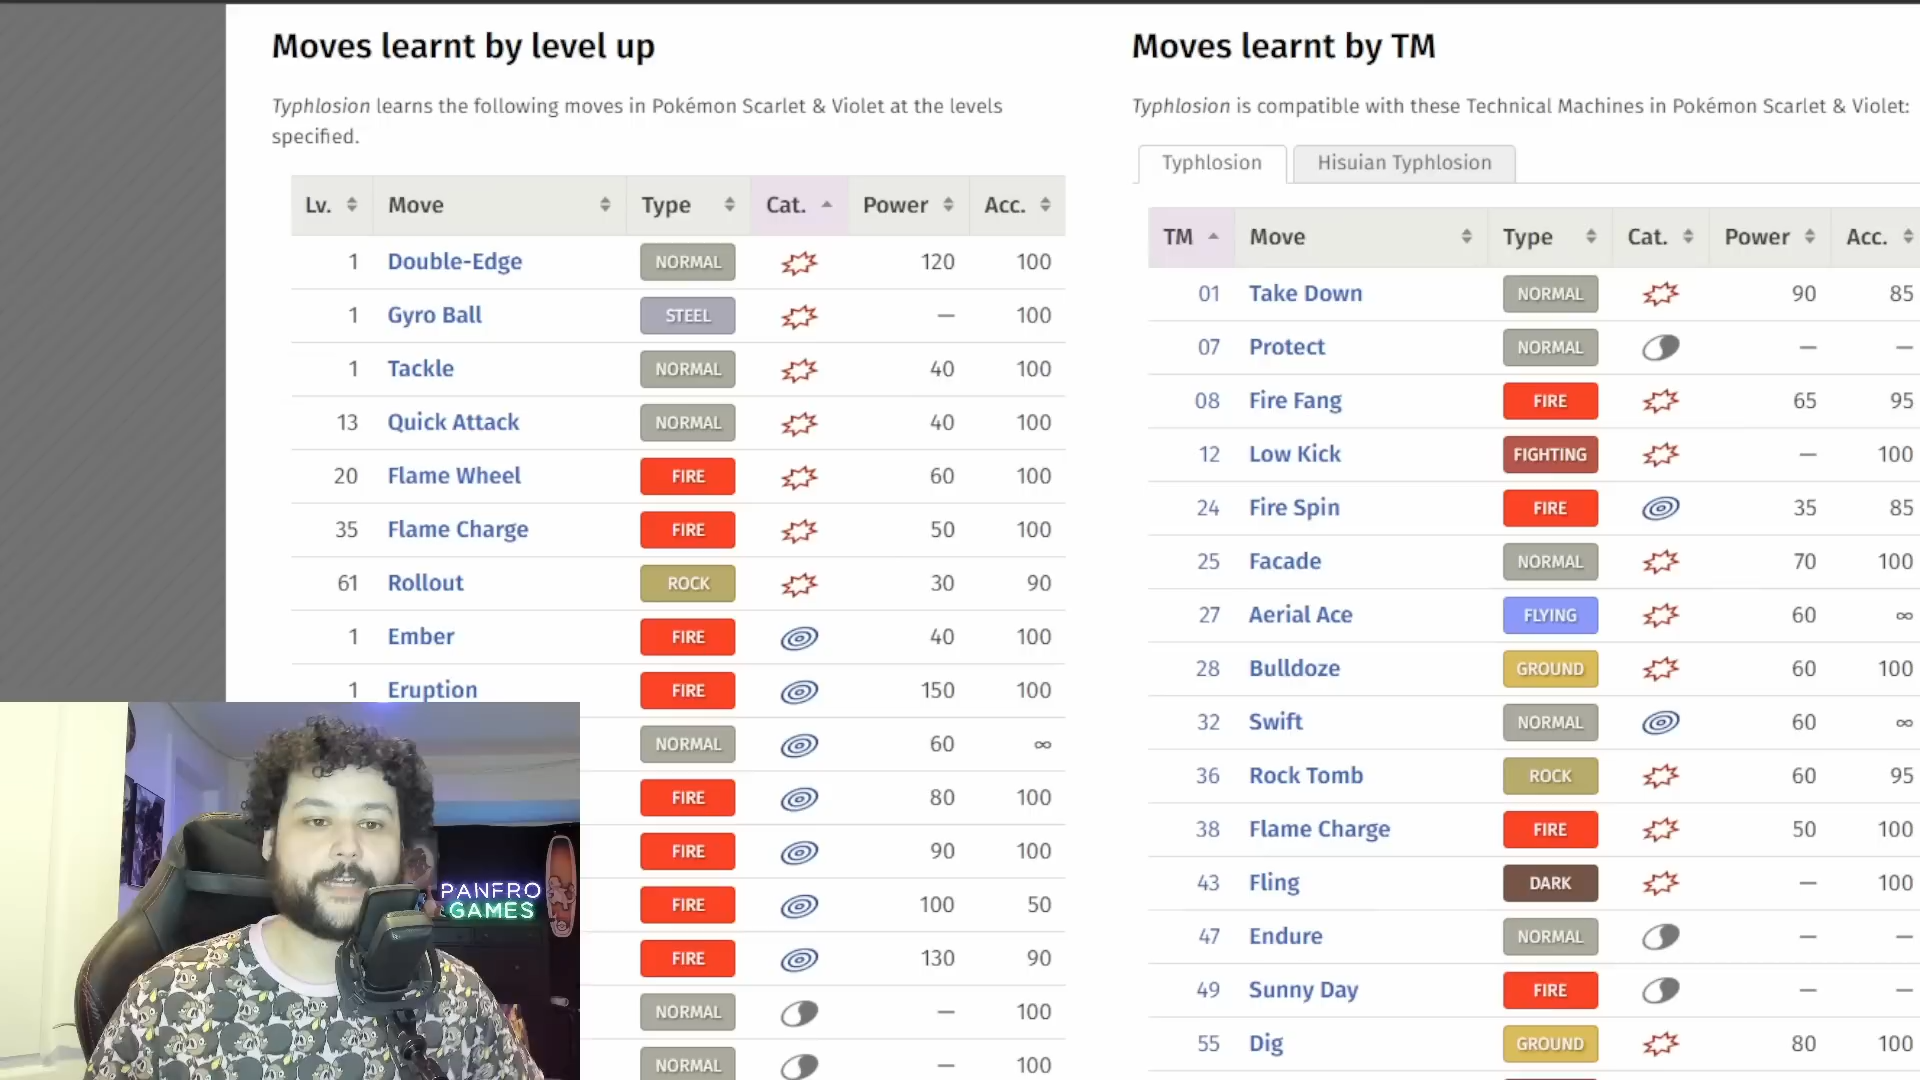 Moves learnt by level up
Typhlosion learns the following moves in Pokémon Scarlet & Violet at the levels
specified.
Lv. Move Type Cat. Power Acc.
1 Double-Edge NORMAL 120 100
1 Gyro Ball STEEL — 100
1 Tackle NORMAL 40 100
13 Quick Attack NORMAL 40 100
20 Flame Wheel FIRE 60 100
35 Flame Charge FIRE 50 100
61 Rollout ROCK 30 90
1 Ember FIRE 40 100
1 Eruption FIRE 150 100
NORMAL 60 ∞
FIRE 80 100
FIRE 90 100
FIRE 100 50
FIRE 130 90
NORMAL — 100
NORMAL — 100
PANFRO
GAMES
Moves learnt by TM
Typhlosion is compatible with these Technical Machines in Pokémon Scarlet & Violet:
Typhlosion Hisuian Typhlosion
TM Move Type Cat. Power Acc.
01 Take Down NORMAL 90 85
07 Protect NORMAL — —
08 Fire Fang FIRE 65 95
12 Low Kick FIGHTING — 100
24 Fire Spin FIRE 35 85
25 Facade NORMAL 70 100
27 Aerial Ace FLYING 60 ∞
28 Bulldoze GROUND 60 100
32 Swift NORMAL 60 ∞
36 Rock Tomb ROCK 60 95
38 Flame Charge FIRE 50 100
43 Fling DARK — 100
47 Endure NORMAL — —
49 Sunny Day FIRE — —
55 Dig GROUND 80 100